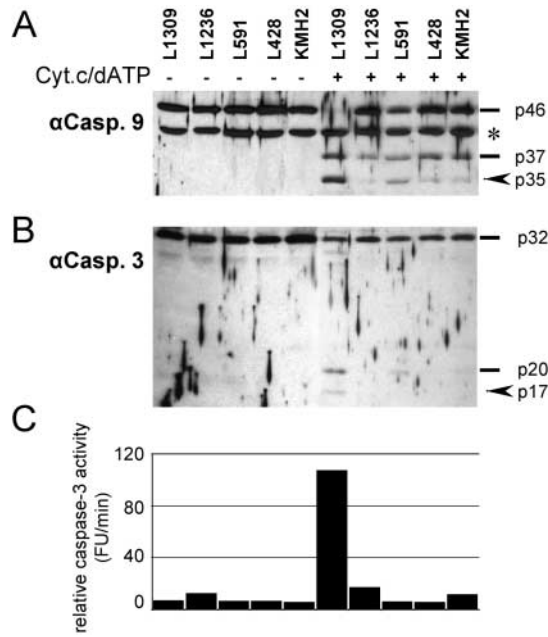 A
L1309 L1236 L591 L428 KMH2 L1309 L1236 L591 L428 KMH2
Cyt.c/dATP - - - - - + + + + +
αCasp. 9
p46
*
p37
p35
B
αCasp. 3
p32
p20
p17
C
relative caspase-3 activity
(FU/min)
120
80
40
0